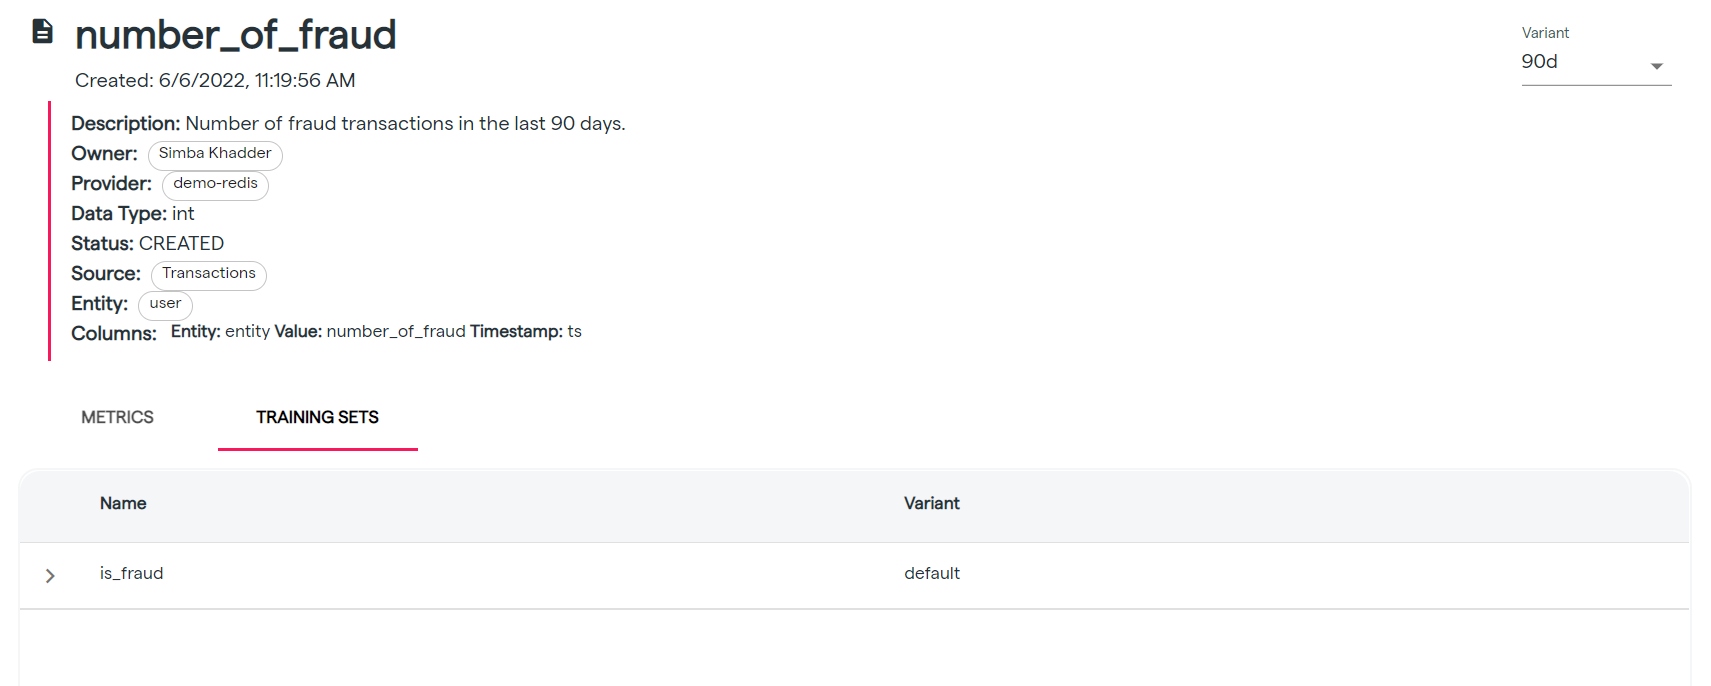 number_of_fraud
Variant
90d
Created: 6/6/2022, 11:19:56 AM
Description: Number of fraud transactions in the last 90 days.
Owner: Simba Khadder
Provider: demo-redis
Data Type: int
Status: CREATED
Source: Transactions
Entity: user
Columns: Entity: entity Value: number_of_fraud Timestamp: ts
METRICS TRAINING SETS
Name Variant
is_fraud default